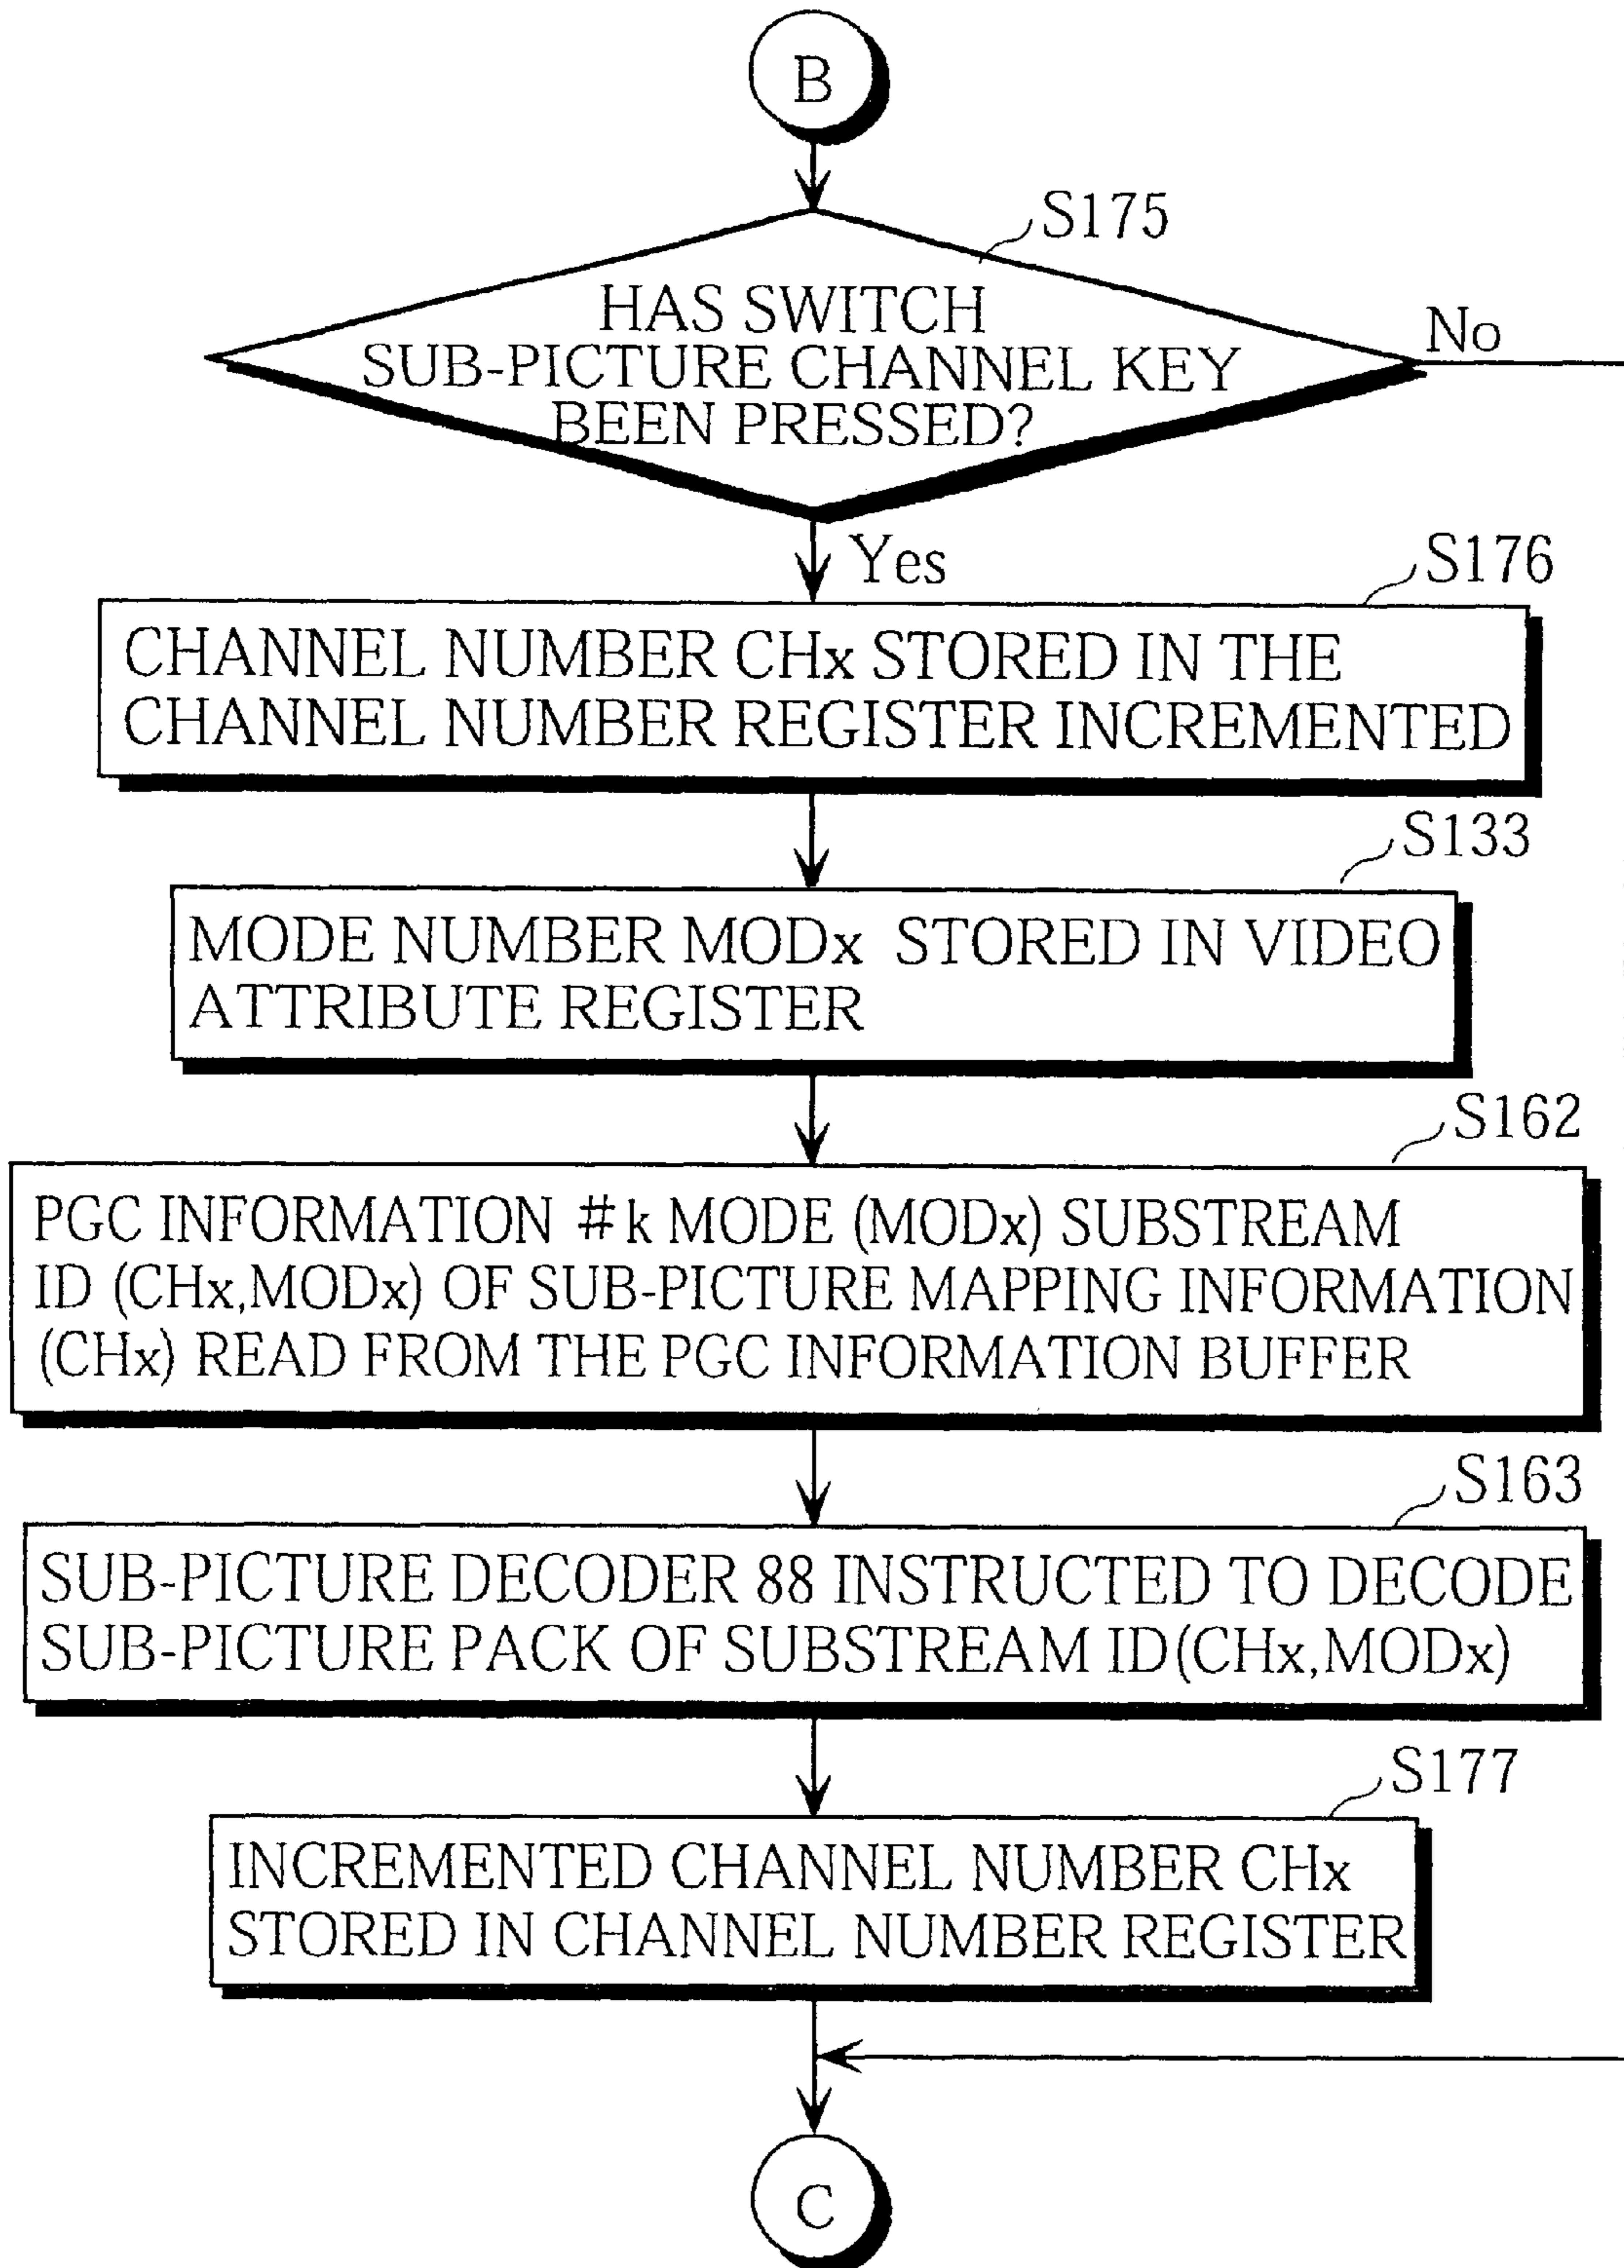 B
S175
HAS SWITCH
SUB-PICTURE CHANNEL KEY
BEEN PRESSED?
No
Yes
S176
CHANNEL NUMBER CHx STORED IN THE
CHANNEL NUMBER REGISTER INCREMENTED
S133
MODE NUMBER MODx STORED IN VIDEO
ATTRIBUTE REGISTER
S162
PGC INFORMATION #k MODE (MODx) SUBSTREAM
ID (CHx,MODx) OF SUB-PICTURE MAPPING INFORMATION
(CHx) READ FROM THE PGC INFORMATION BUFFER
S163
SUB-PICTURE DECODER 88 INSTRUCTED TO DECODE
SUB-PICTURE PACK OF SUBSTREAM ID(CHx,MODx)
S177
INCREMENTED CHANNEL NUMBER CHx
STORED IN CHANNEL NUMBER REGISTER
C